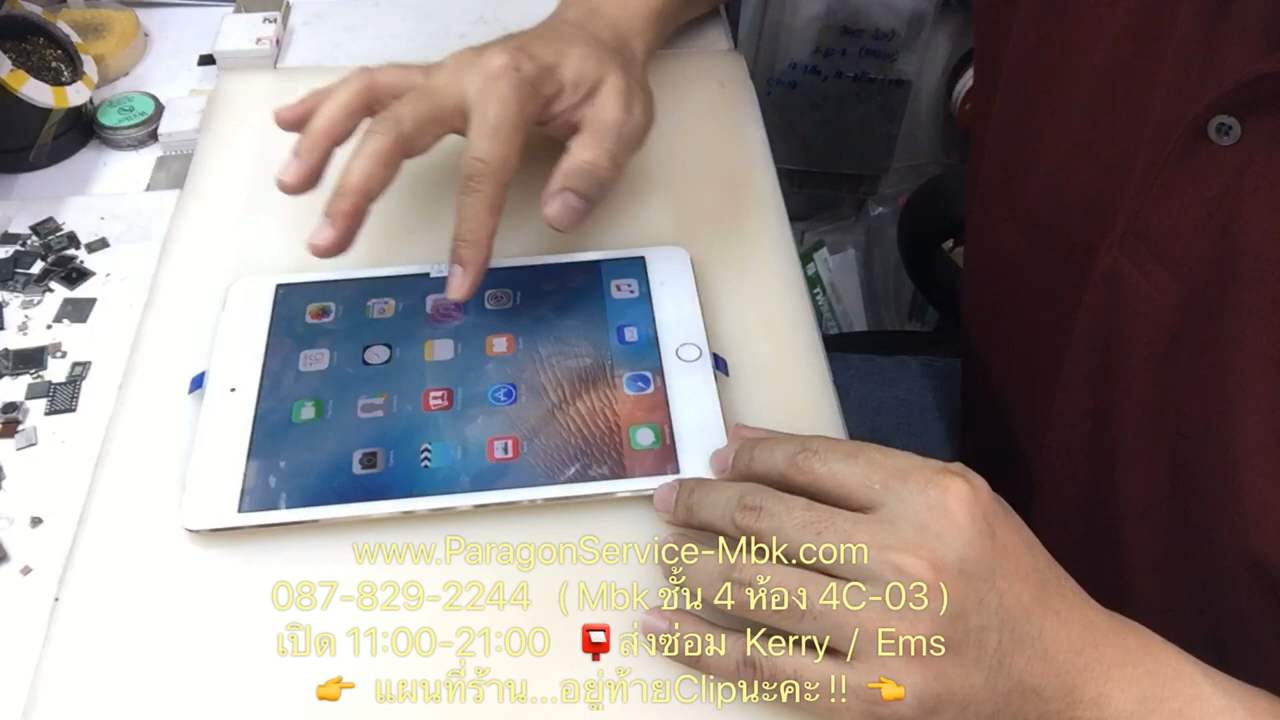 www.ParagonService-Mbk.com
087-829-2244 ( Mbk ชั้น 4 ห้อง 4C-03 )
เปิด 11:00-21:00 📮ส่งซ่อม Kerry / Ems
👉 แผนที่ร้าน...อยู่ท้ายClipนะคะ !! 👈